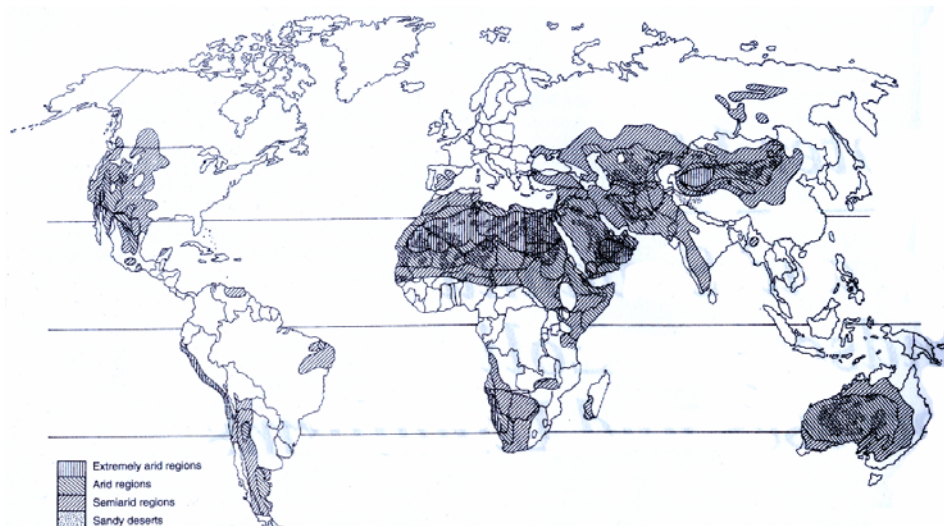 Extremely arid regions
Arid regions
Semiarid regions
Sandy deserts